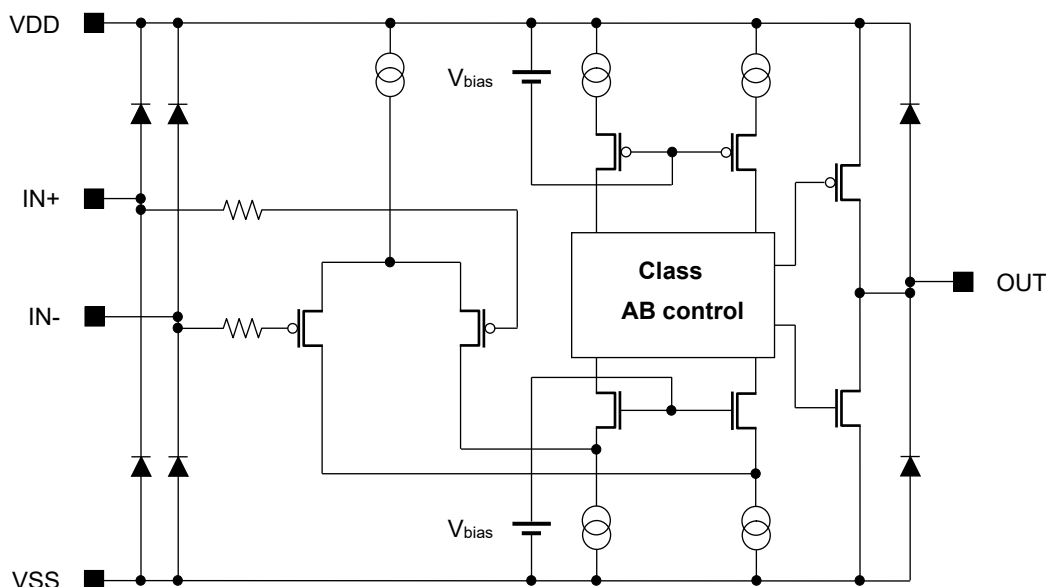 VDD
Vbias
IN+
Class
AB control
OUT
IN-
Vbias
VSS